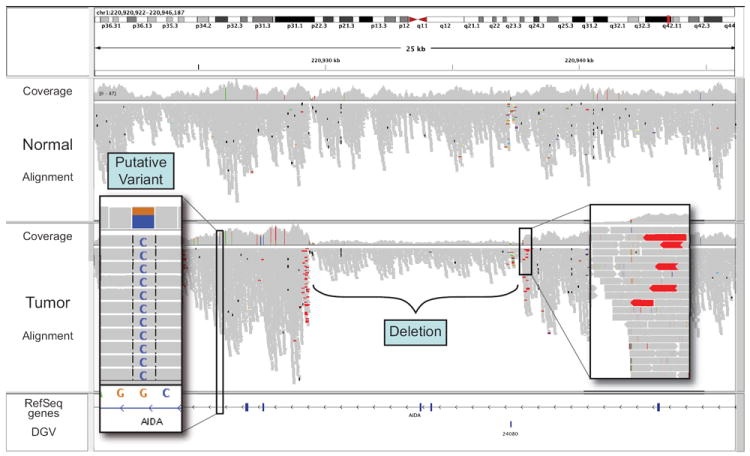 chr1:220,920,922-220,946,187
p36.31 p36.13 p35.3 p34.2 p32.3 p31.3 p31.1 p22.3 p21.3 p13.3 p12 q11 q12 q21.1 q22 q23.3 q24.3 q25.3 q31.1 q32.2 q32.3 q42.11 q42.3 q44
25 kb
220,930 kb 220,940 kb
Coverage
Normal
Alignment
Putative
Variant
Coverage
Tumor
Alignment
C
C
C
C
C
C
C
C
C
C
C
G G C
AIDA
Deletion
RefSeq
genes
AIDA
DGV
24080